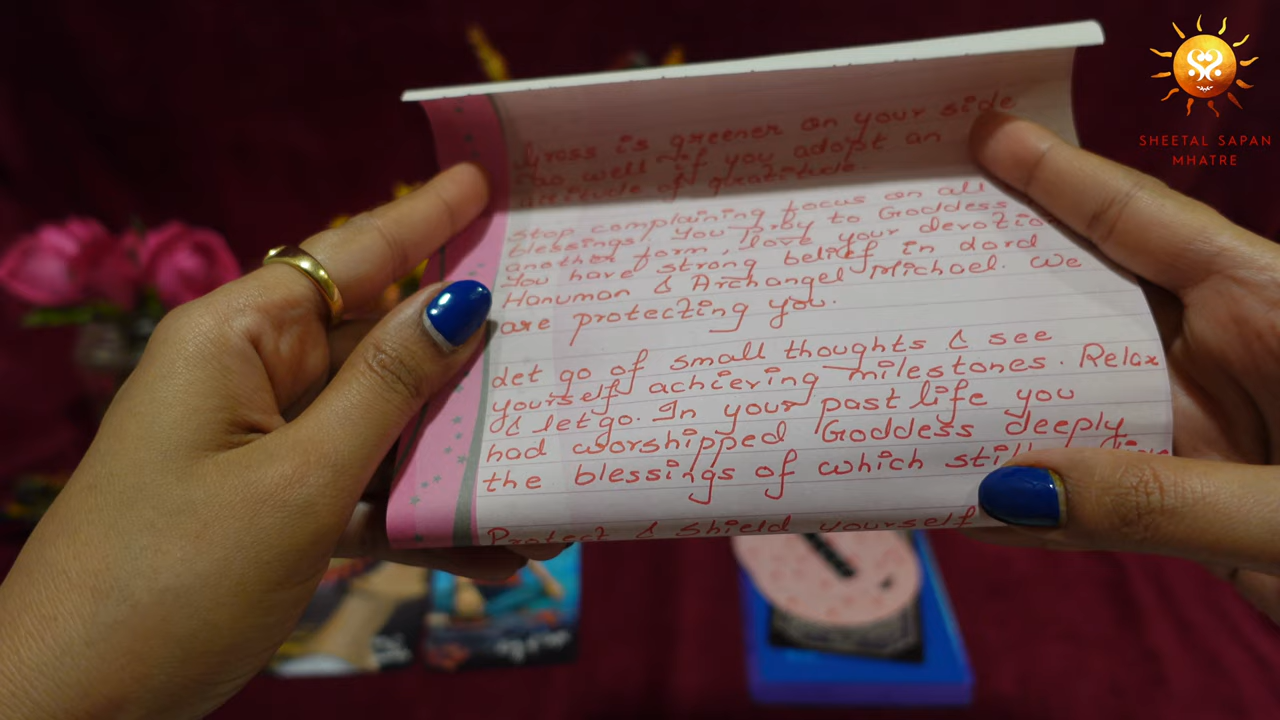 Grass is greener on your side
as well if you adopt an
attitude of gratitude.
Stop complaining focus on all
blessings. You pray to Goddess
another form, love your devotion
You have strong belief in Lord
Hanuman & Archangel Michael. We
are protecting you.
Let go of small thoughts & see
yourself achieving milestones. Relax
& let go. In your past life you
had worshipped Goddess deeply
the blessings of which still
Protect & Shield yourself
SHEETAL SAPAN
MHATRE